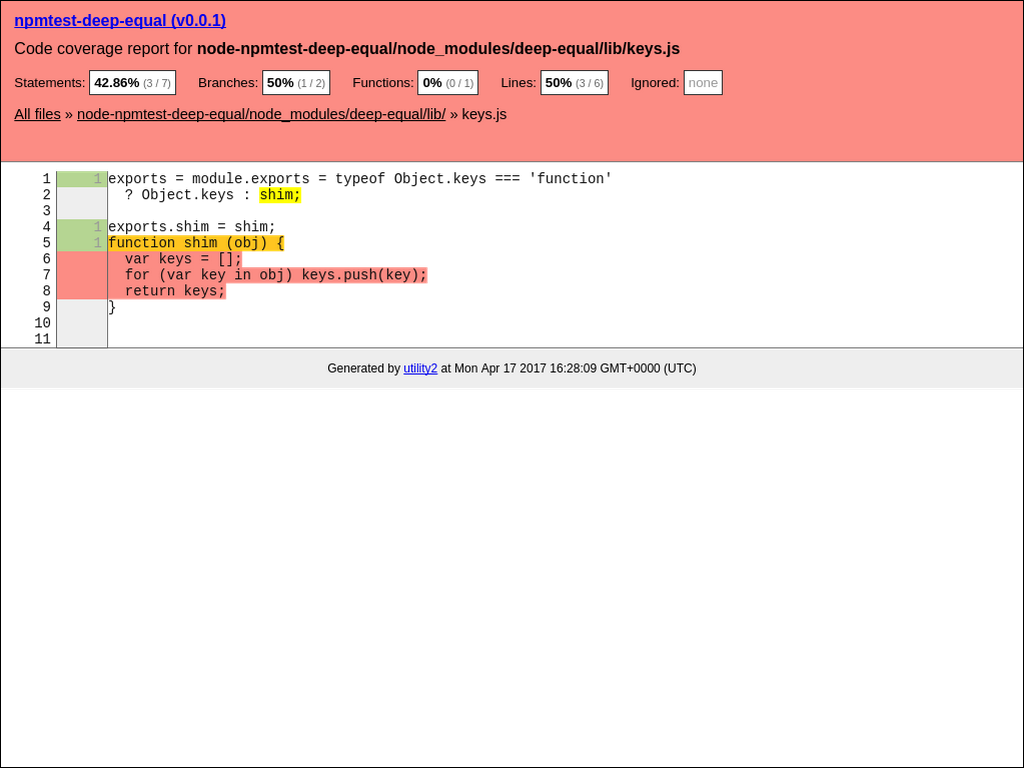 npmtest-deep-equal (v0.0.1)
Code coverage report for node-npmtest-deep-equal/node_modules/deep-equal/lib/keys.js
Statements: 42.86% (3 / 7) Branches: 50% (1 / 2) Functions: 0% (0 / 1) Lines: 50% (3 / 6) Ignored: none
All files » node-npmtest-deep-equal/node_modules/deep-equal/lib/ » keys.js
1 1 exports = module.exports = typeof Object.keys === 'function'
2   ? Object.keys : shim;
3
4 1 exports.shim = shim;
5 1 function shim (obj) {
6   var keys = [];
7   for (var key in obj) keys.push(key);
8   return keys;
9 }
10
11
Generated by utility2 at Mon Apr 17 2017 16:28:09 GMT+0000 (UTC)